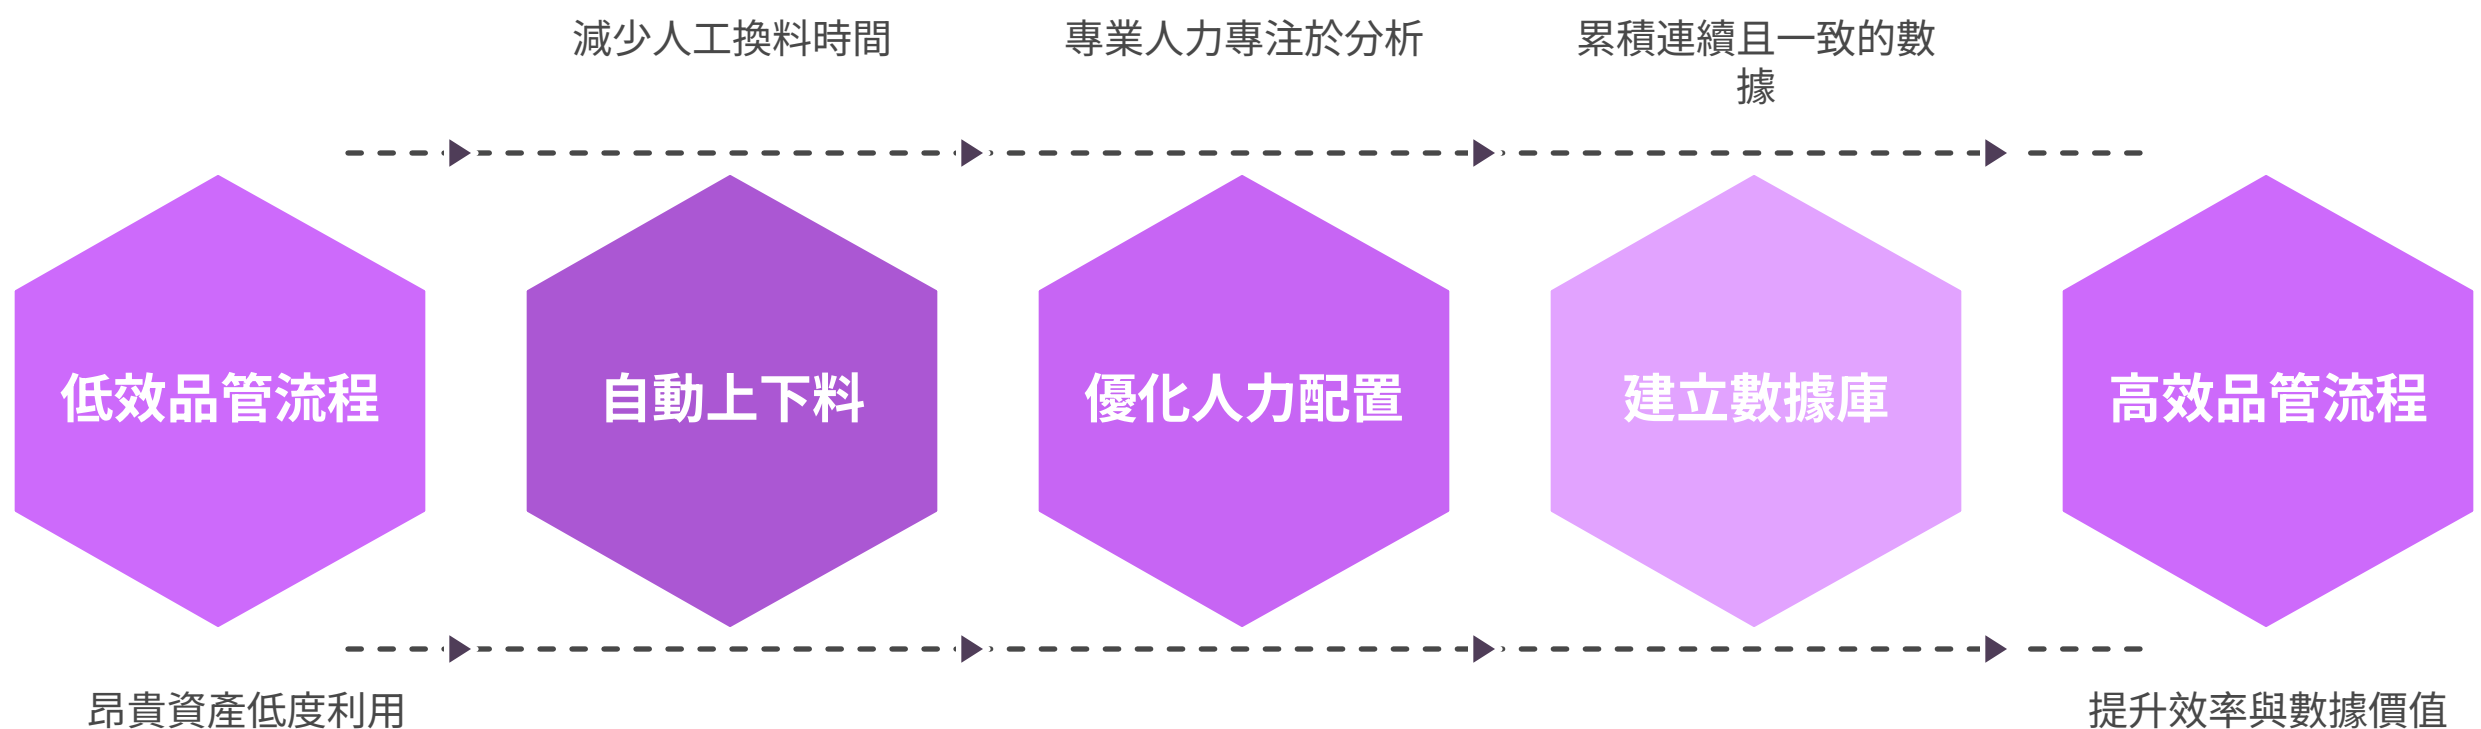 減少人工換料時間
專業人力專注於分析
累積連續且一致的數
據
低效品管流程
自動上下料
優化人力配置
建立數據庫
高效品管流程
昂貴資產低度利用
提升效率與數據價值